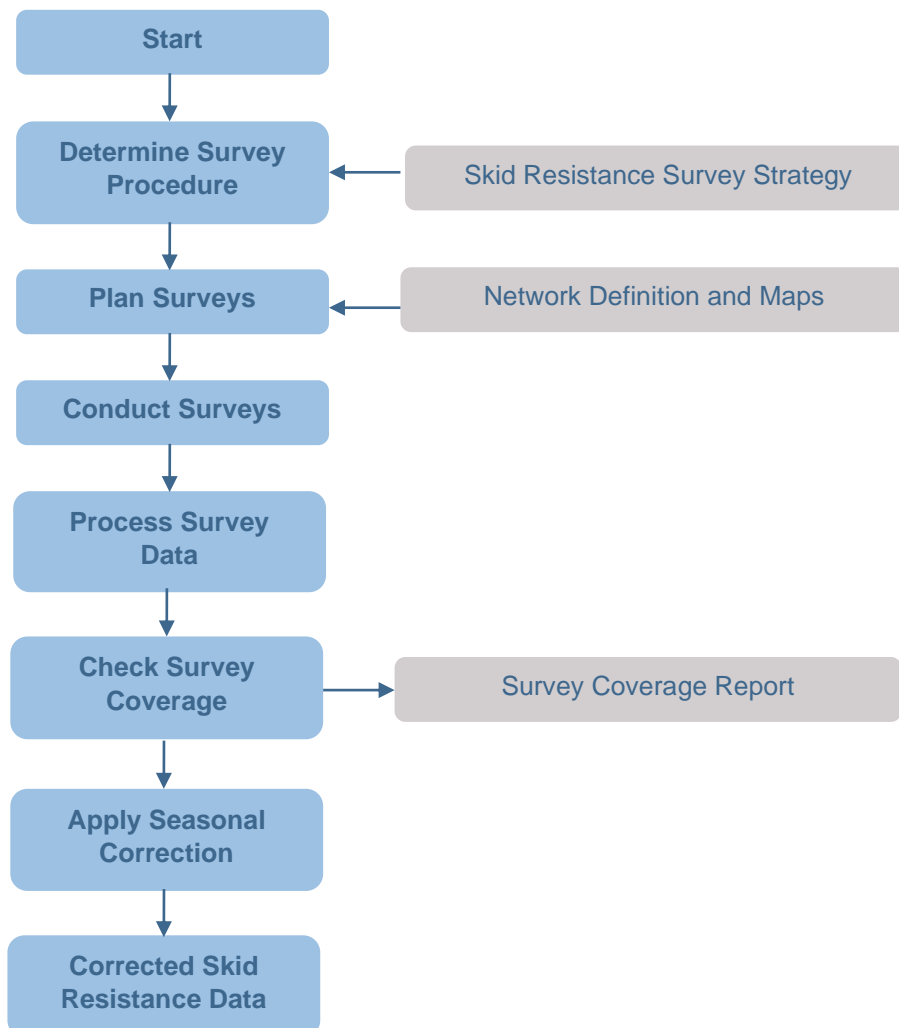 Start
Determine Survey
Procedure
Skid Resistance Survey Strategy
Plan Surveys
Network Definition and Maps
Conduct Surveys
Process Survey
Data
Check Survey
Coverage
Survey Coverage Report
Apply Seasonal
Correction
Corrected Skid
Resistance Data